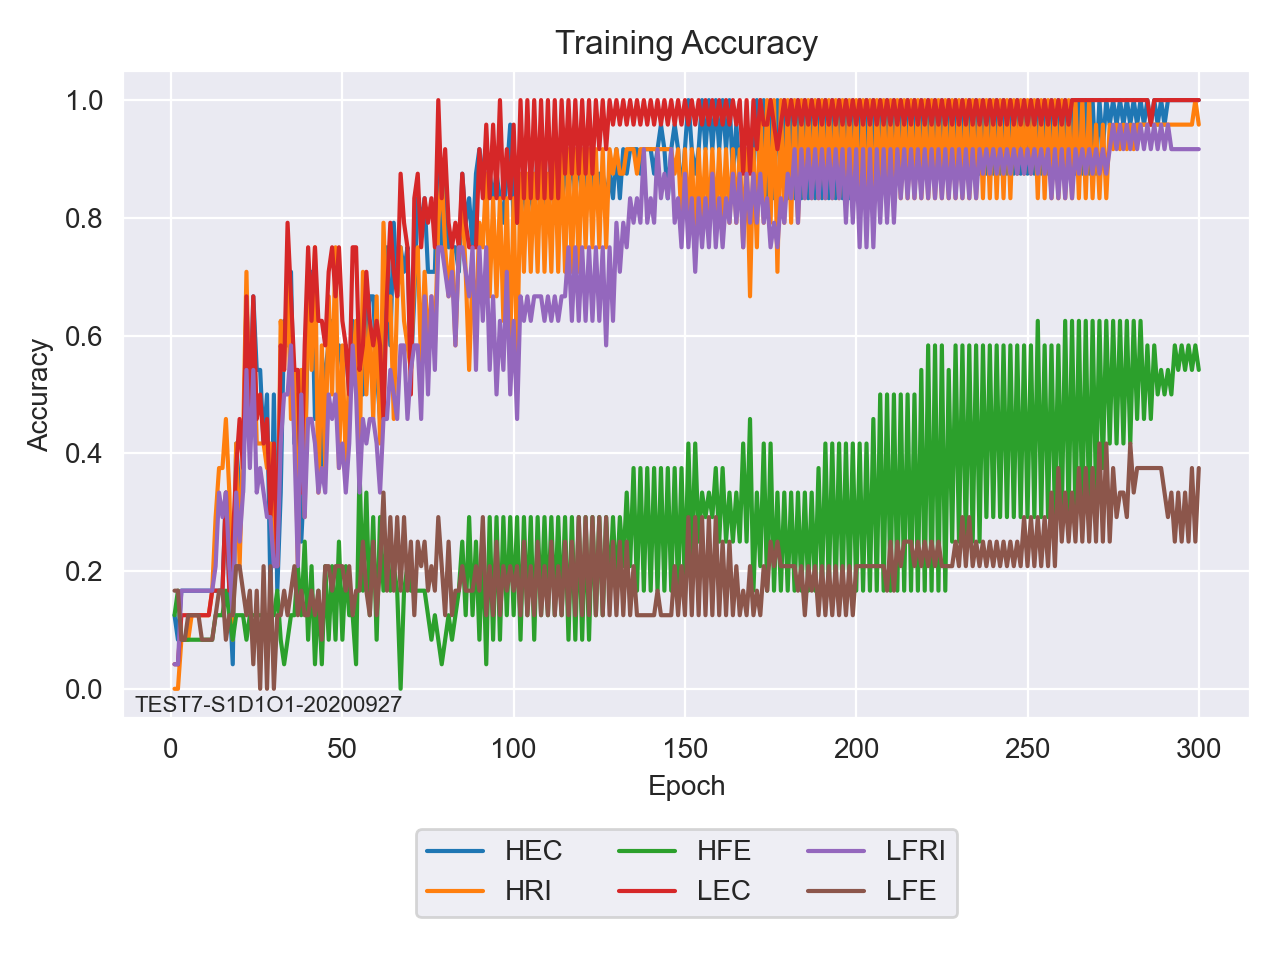 Training Accuracy
Accuracy
1.0
0.8
0.6
0.4
0.2
0.0
TEST7-S1D1O1-20200927
0 50 100 150 200 250 300
Epoch
HEC HFE LFRI
HRI LEC LFE